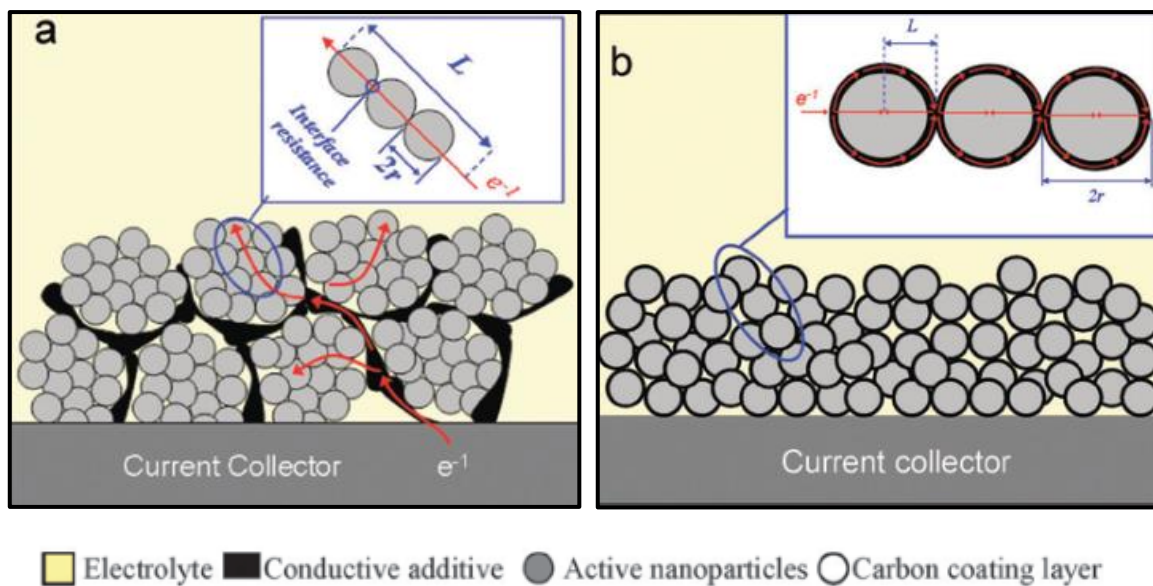 a
L
Interface
resistance
2r
e⁻¹
Current Collector
e⁻¹
b
L
e⁻¹
2r
Current collector
Electrolyte Conductive additive Active nanoparticles Carbon coating layer